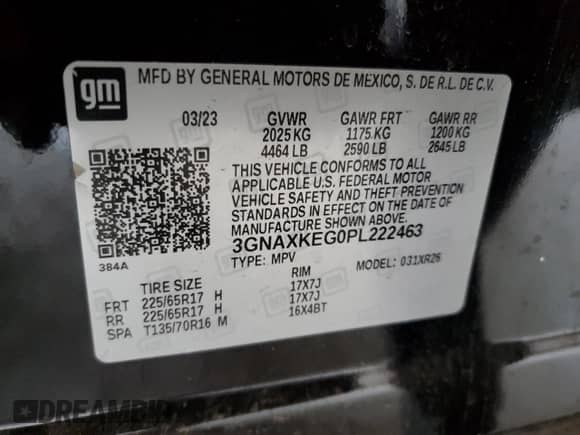 gm
MFD BY GENERAL MOTORS DE MEXICO, S. DE R.L. DE C.V.
03/23 GVWR GAWR FRT GAWR RR
2025 KG 1175 KG 1200 KG
4464 LB 2590 LB 2645 LB
THIS VEHICLE CONFORMS TO ALL
APPLICABLE U.S. FEDERAL MOTOR
VEHICLE SAFETY AND THEFT PREVENTION
STANDARDS IN EFFECT ON THE DATE OF
MANUFACTURE SHOWN ABOVE.
3GNAXKEG0PL222463
384A TYPE: MPV MODEL: 031XR26
TIRE SIZE RIM
FRT 225/65R17 H 17X7J
RR 225/65R17 H 17X7J
SPA T135/70R16 M 16X4BT